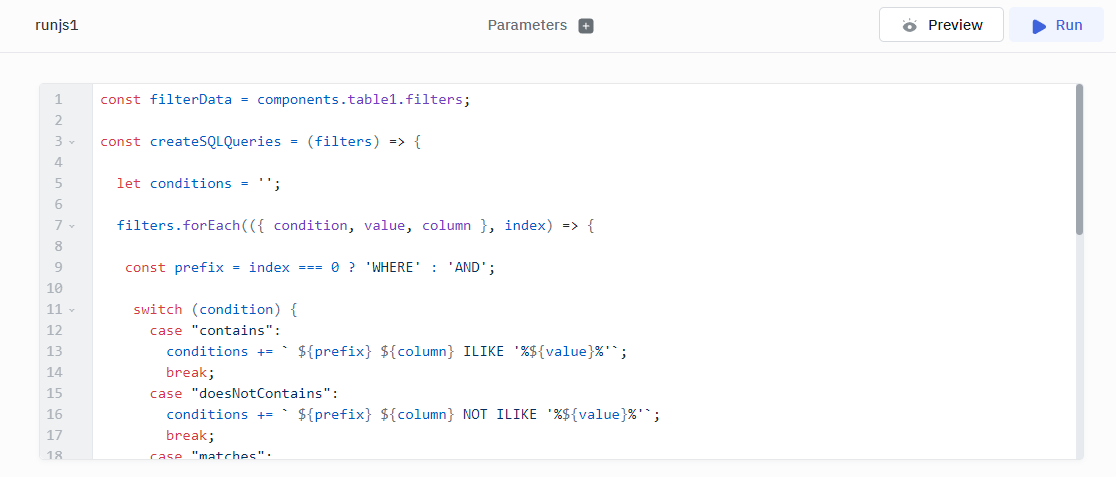 runjs1 Parameters + Preview Run
1 const filterData = components.table1.filters;
2
3 const createSQLQueries = (filters) => {
4
5 let conditions = '';
6
7 filters.forEach(({ condition, value, column }, index) => {
8
9 const prefix = index === 0 ? 'WHERE' : 'AND';
10
11 switch (condition) {
12 case "contains":
13 conditions += ` ${prefix} ${column} ILIKE '%${value}%'`;
14 break;
15 case "doesNotContains":
16 conditions += ` ${prefix} ${column} NOT ILIKE '%${value}%'`;
17 break;
18 case "matches":